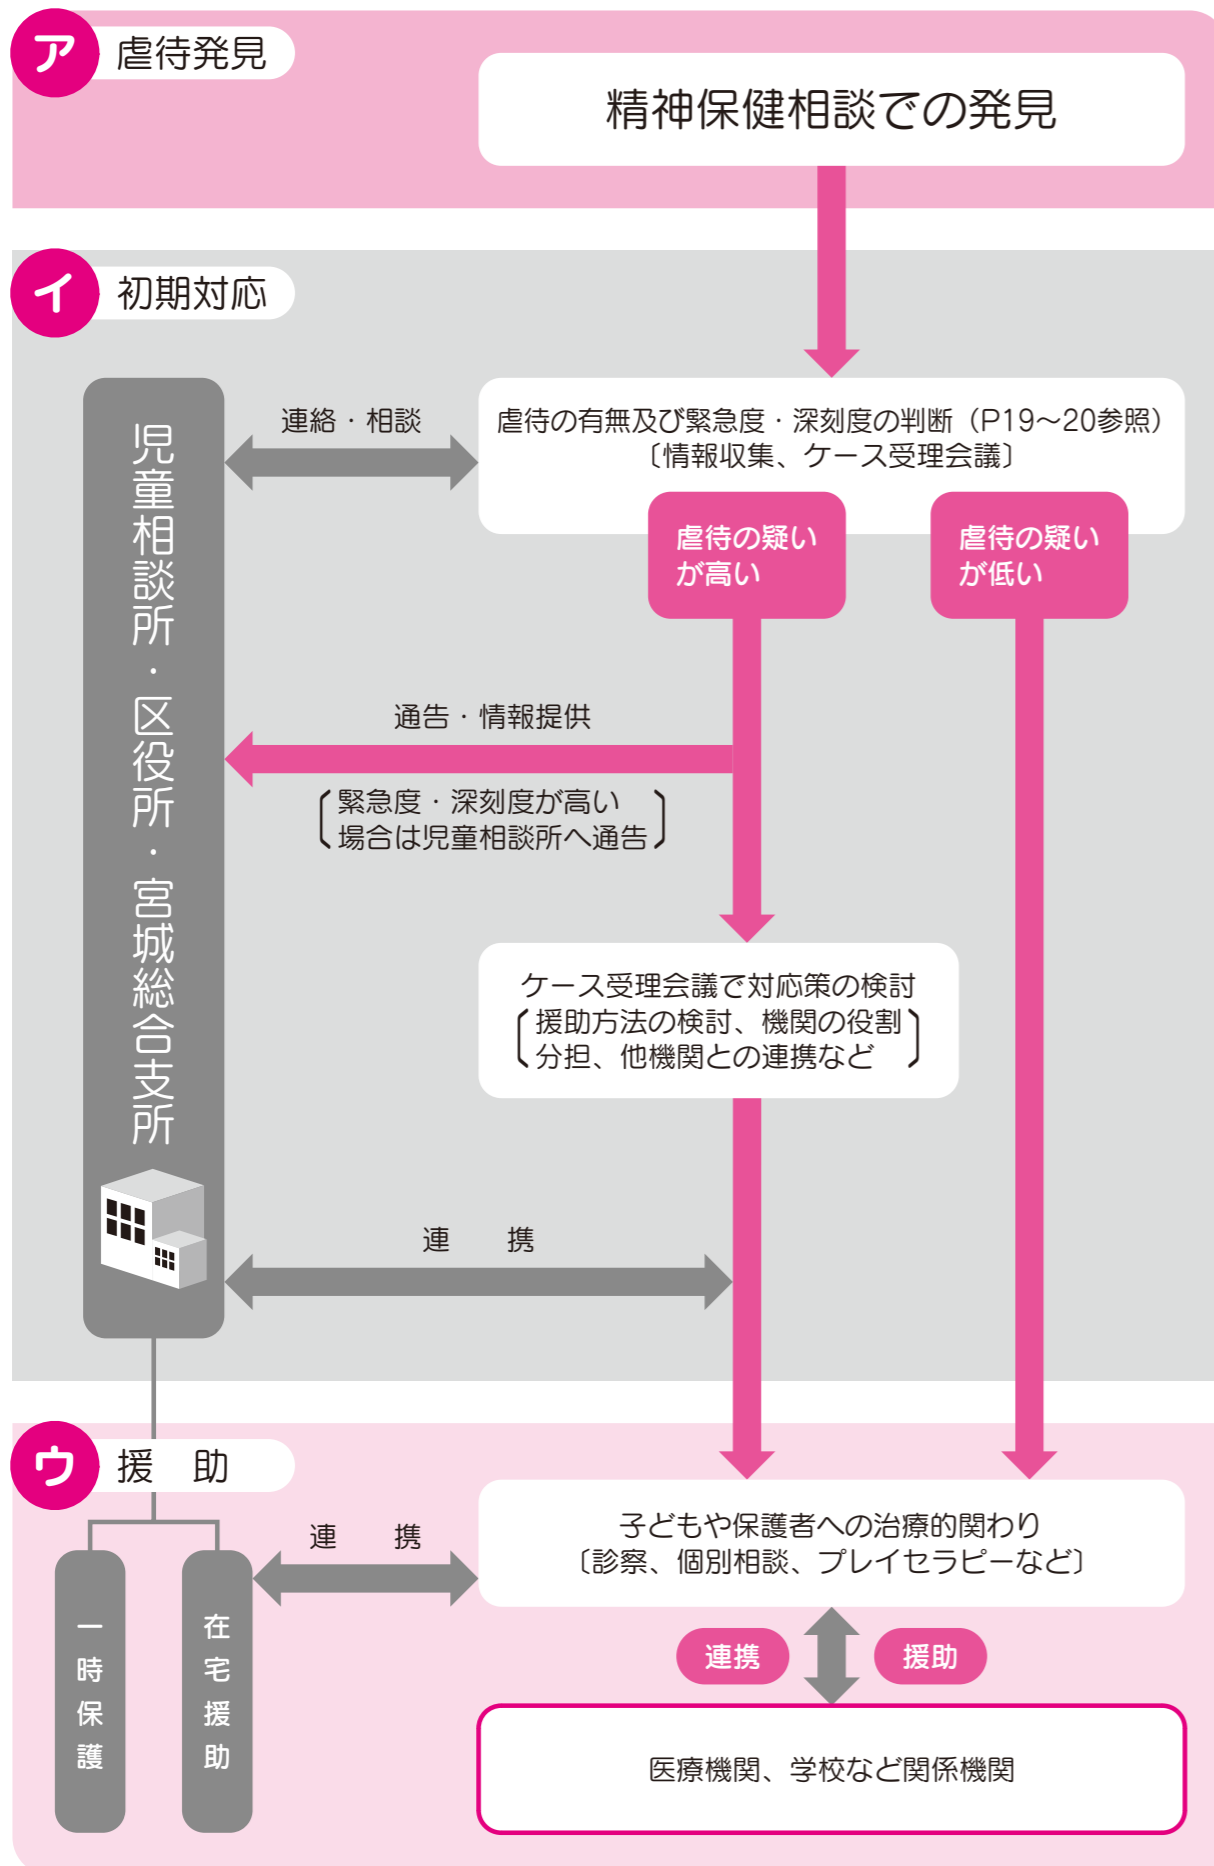 ア 虐待発見
精神保健相談での発見
イ 初期対応
児童相談所・区役所・宮城総合支所
連絡・相談
虐待の有無及び緊急度・深刻度の判断（P19〜20参照）
〔情報収集、ケース受理会議〕
虐待の疑い
が高い
虐待の疑い
が低い
通告・情報提供
緊急度・深刻度が高い
場合は児童相談所へ通告
ケース受理会議で対応策の検討
援助方法の検討、機関の役割
分担、他機関との連携など
連　携
ウ 援　助
一時保護
在宅援助
連　携
子どもや保護者への治療的関わり
〔診察、個別相談、プレイセラピーなど〕
連携
援助
医療機関、学校など関係機関